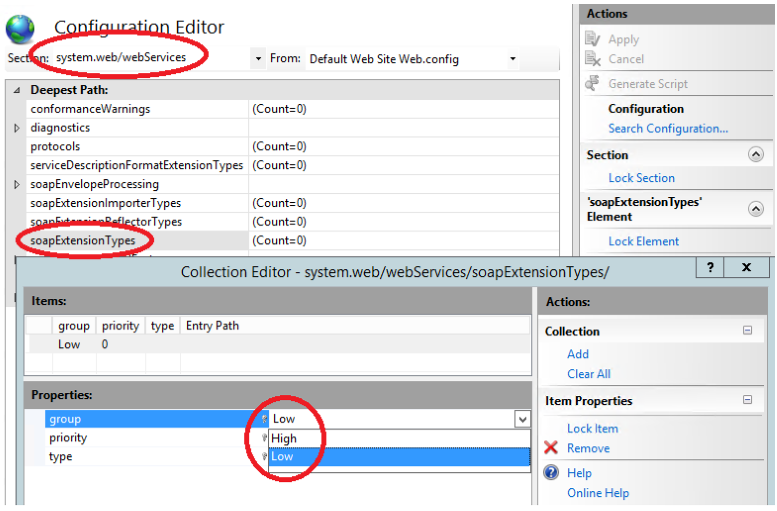 Configuration Editor
Section: system.web/webServices From: Default Web Site Web.config
Deepest Path:
conformanceWarnings (Count=0)
diagnostics
protocols (Count=0)
serviceDescriptionFormatExtensionTypes (Count=0)
soapEnvelopeProcessing
soapExtensionImporterTypes (Count=0)
soapExtensionReflectorTypes (Count=0)
soapExtensionTypes (Count=0)
Actions
Apply
Cancel
Generate Script
Configuration
Search Configuration...
Section
Lock Section
'soapExtensionTypes'
Element
Lock Element
Collection Editor - system.web/webServices/soapExtensionTypes/
? x
Items:
group priority type Entry Path
Low 0
Properties:
group Low
priority High
type Low
Actions:
Collection
Add
Clear All
Item Properties
Lock Item
Remove
Help
Online Help